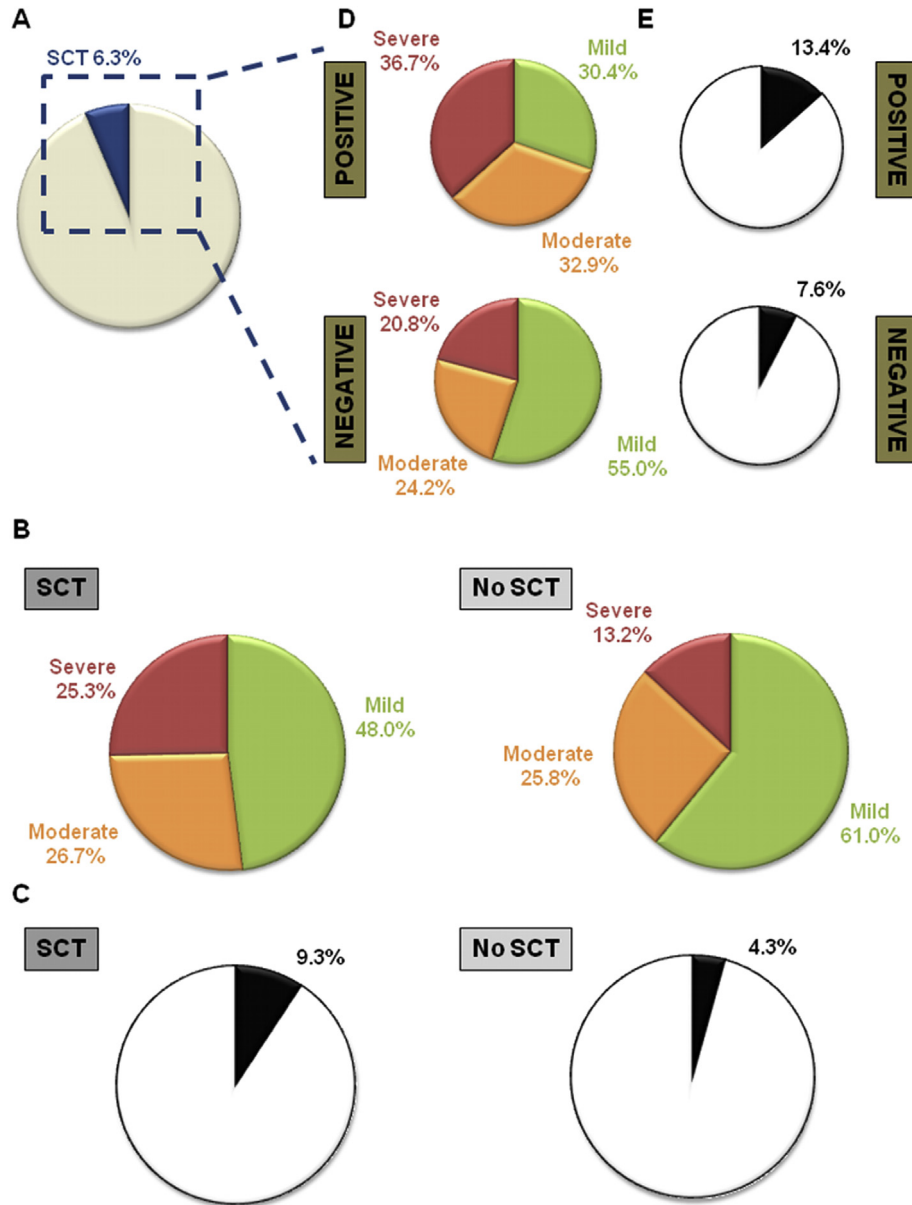 A
SCT 6.3%
D
POSITIVE
Severe
36.7%
Mild
30.4%
Moderate
32.9%
NEGATIVE
Severe
20.8%
Moderate
24.2%
Mild
55.0%
E
13.4%
POSITIVE
7.6%
NEGATIVE
B
SCT
Severe
25.3%
Mild
48.0%
Moderate
26.7%
No SCT
Severe
13.2%
Moderate
25.8%
Mild
61.0%
C
SCT
9.3%
No SCT
4.3%